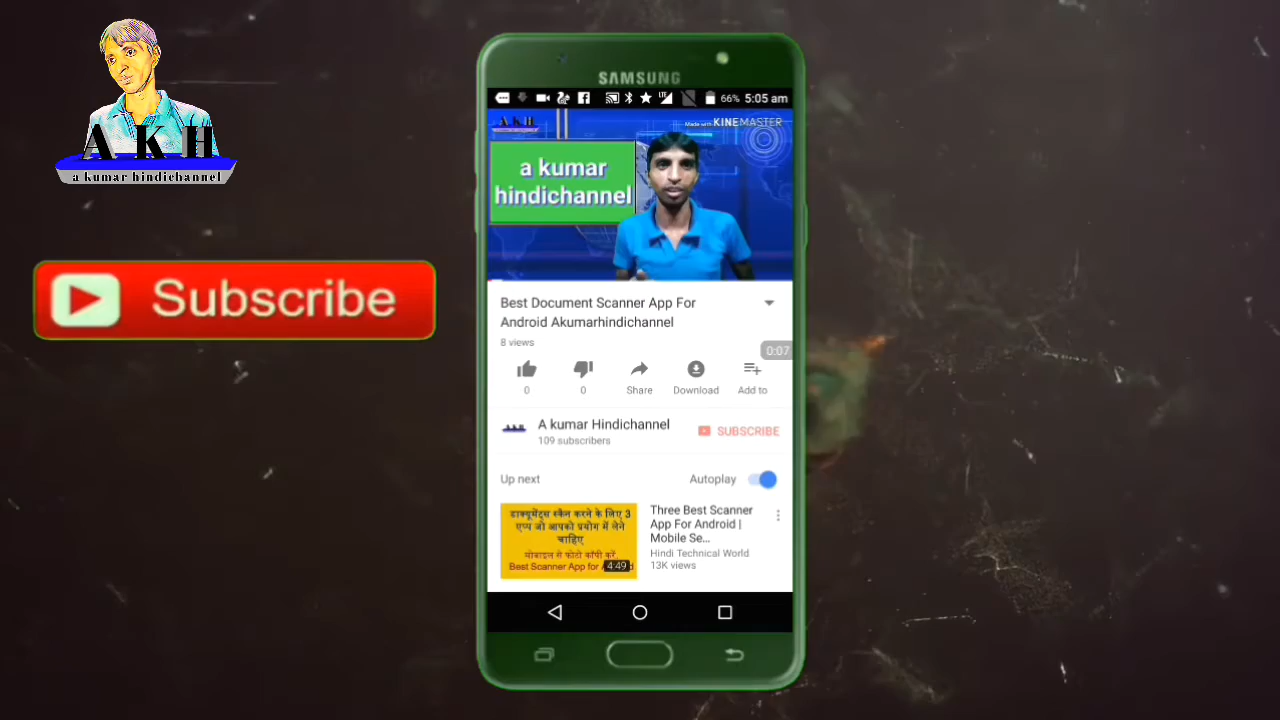 A K H
a kumar hindichannel
Subscribe
SAMSUNG
LTE
66% 5:05 am
A K H
Made with KINEMASTER
a kumar
hindichannel
Best Document Scanner App For
Android Akumarhindichannel
8 views
0:07
0
0
Share
Download
Add to
A kumar Hindichannel
109 subscribers
SUBSCRIBE
Up next
Autoplay
डाक्यूमेंट्स स्कैन करने के लिए 3
एप्प जो आपको प्रयोग में लेने
चाहिए
मोबाइल से फोटो कॉपी करें
Best Scanner App for
4:49
Three Best Scanner
App For Android |
Mobile Se...
Hindi Technical World
13K views